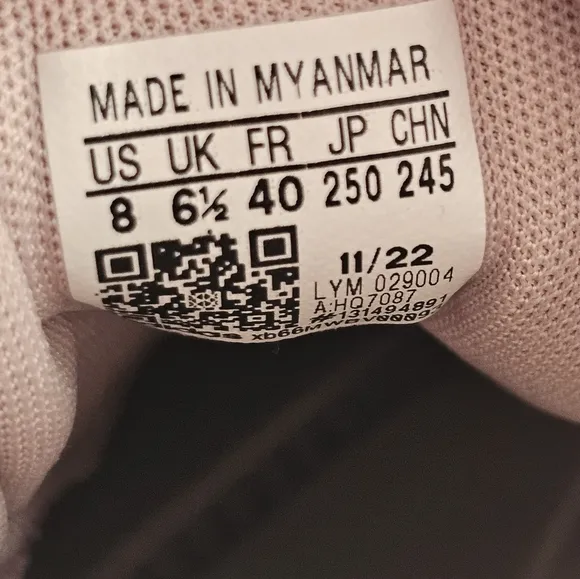 MADE IN MYANMAR
US UK FR JP CHN
8 6½ 40 250 245
11/22
LYM 029004
A:HQ7087
#131494891